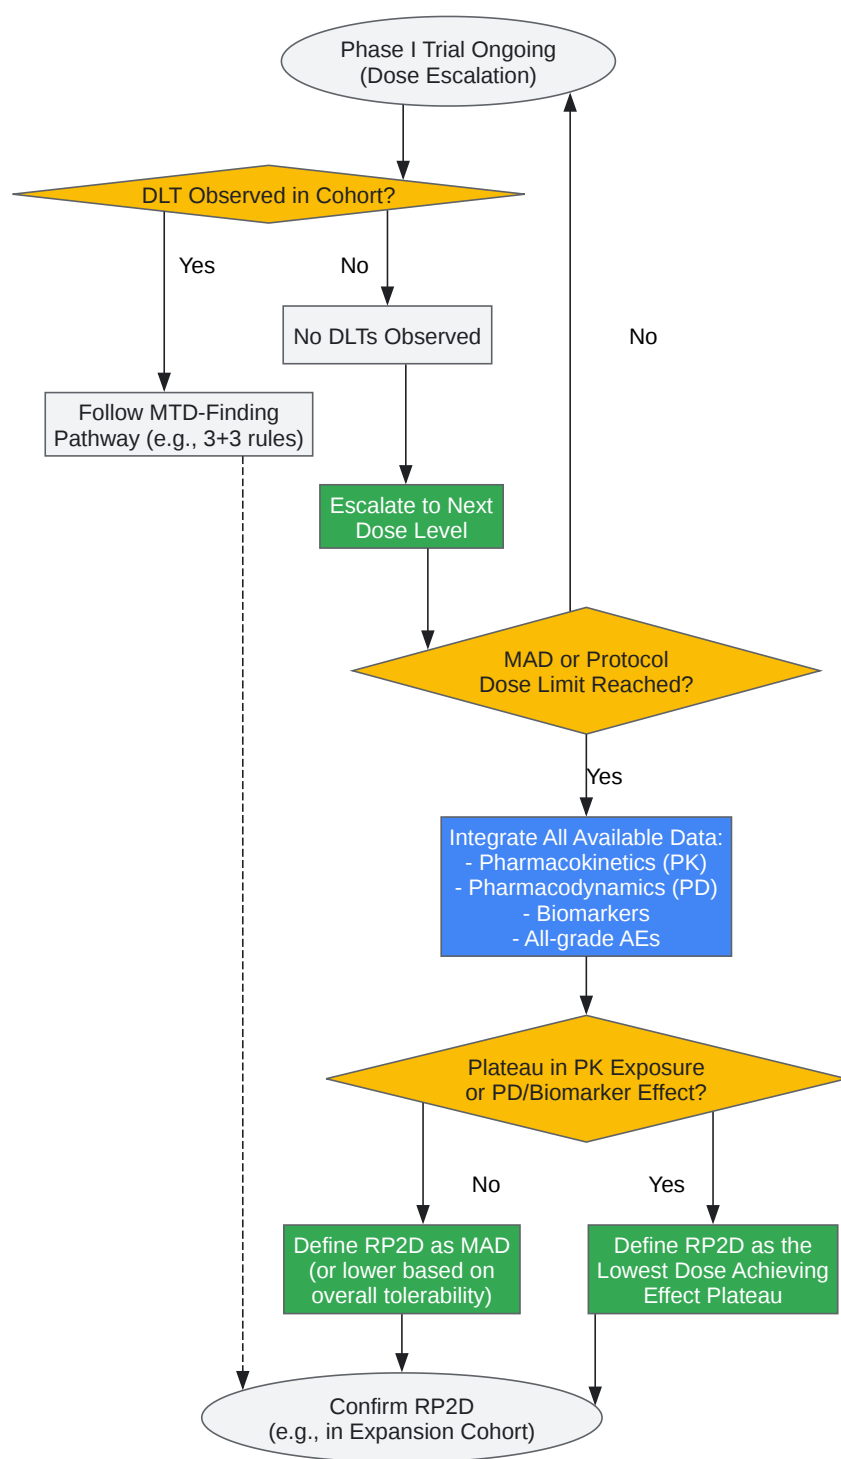 Phase I Trial Ongoing
(Dose Escalation)
DLT Observed in Cohort?
Yes
No
No DLTs Observed
No
Follow MTD-Finding
Pathway (e.g., 3+3 rules)
Escalate to Next
Dose Level
MAD or Protocol
Dose Limit Reached?
Yes
Integrate All Available Data:
- Pharmacokinetics (PK)
- Pharmacodynamics (PD)
- Biomarkers
- All-grade AEs
Plateau in PK Exposure
or PD/Biomarker Effect?
No
Yes
Define RP2D as MAD
(or lower based on
overall tolerability)
Define RP2D as the
Lowest Dose Achieving
Effect Plateau
Confirm RP2D
(e.g., in Expansion Cohort)